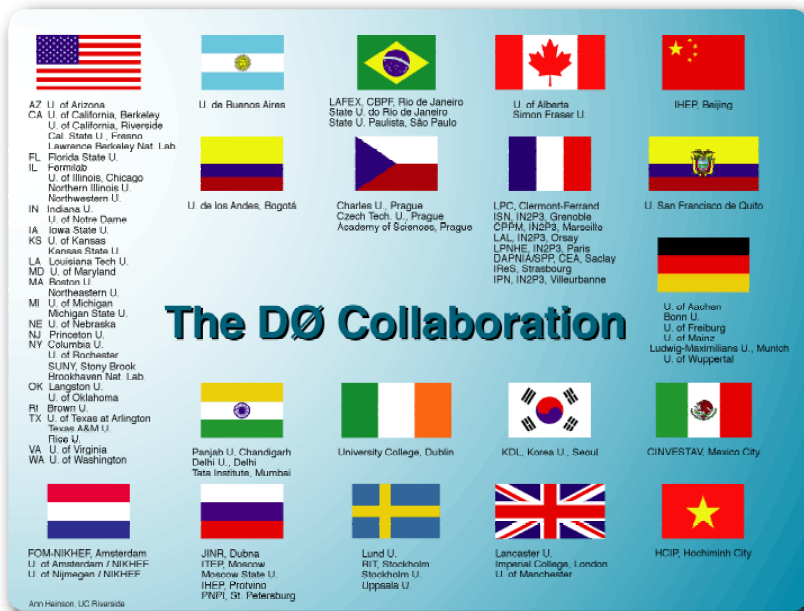 AZ U. of Arizona
CA U. of California, Berkeley
U. of California, Riverside
Cal. State U., Fresno
Lawrence Berkeley Nat. Lab.
FL Florida State U.
IL Fermilab
U. of Illinois, Chicago
Northern Illinois U.
Northwestern U.
IN Indiana U.
U. of Notre Dame
IA Iowa State U.
KS U. of Kansas
Kansas State U.
LA Louisiana Tech U.
MD U. of Maryland
MA Boston U.
Northeastern U.
MI U. of Michigan
Michigan State U.
NE U. of Nebraska
NJ Princeton U.
NY Columbia U.
U. of Rochester
SUNY, Stony Brook
Brookhaven Nat. Lab.
OK Langston U.
U. of Oklahoma
RI Brown U.
TX U. of Texas at Arlington
Texas A&M U.
Rice U.
VA U. of Virginia
WA U. of Washington
U. de Buenos Aires
LAFEX, CBPF, Rio de Janeiro
State U. do Rio de Janeiro
State U. Paulista, São Paulo
U. of Alberta
Simon Fraser U.
IHEP, Beijing
U. de los Andes, Bogotá
Charles U., Prague
Czech Tech. U., Prague
Academy of Sciences, Prague
LPC, Clermont-Ferrand
ISN, IN2P3, Grenoble
CPPM, IN2P3, Marseille
LAL, IN2P3, Orsay
LPNHE, IN2P3, Paris
DAPNIA/SPP, CEA, Saclay
IReS, Strasbourg
IPN, IN2P3, Villeurbanne
U. San Francisco de Quito
U. of Aachen
Bonn U.
U. of Freiburg
U. of Mainz
Ludwig-Maximilians U., Munich
U. of Wuppertal
The DØ Collaboration
Panjab U. Chandigarh
Delhi U., Delhi
Tata Institute, Mumbai
University College, Dublin
KDL, Korea U., Seoul
CINVESTAV, Mexico City
FOM-NIKHEF, Amsterdam
U. of Amsterdam / NIKHEF
U. of Nijmegen / NIKHEF
JINR, Dubna
ITEP, Moscow
Moscow State U.
IHEP, Protvino
PNPI, St. Petersburg
Lund U.
RIT, Stockholm
Stockholm U.
Uppsala U.
Lancaster U.
Imperial College, London
U. of Manchester
HCIP, Hochiminh City
Ann Heinson, UC Riverside